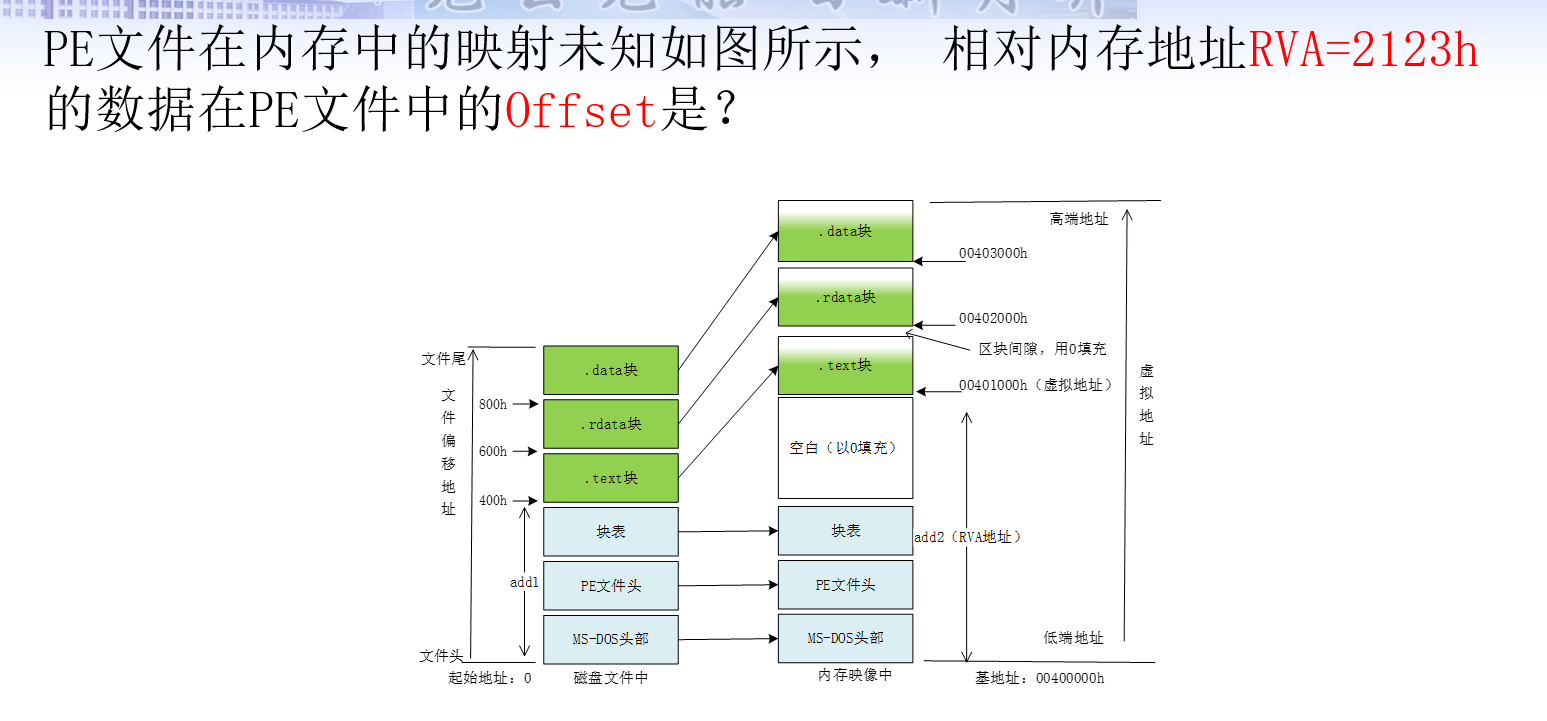 PE文件在内存中的映射未知如图所示， 相对内存地址RVA=2123h
的数据在PE文件中的Offset是？
高端地址
.data块
00403000h
.rdata块
00402000h
区块间隙，用0填充
文件尾
.data块
.text块
00401000h（虚拟地址）
虚拟地址
文件偏移地址
800h
.rdata块
600h
空白（以0填充）
.text块
400h
块表
块表
add2（RVA地址）
add1
PE文件头
PE文件头
MS-DOS头部
MS-DOS头部
低端地址
文件头
起始地址：0
磁盘文件中
内存映像中
基地址：00400000h